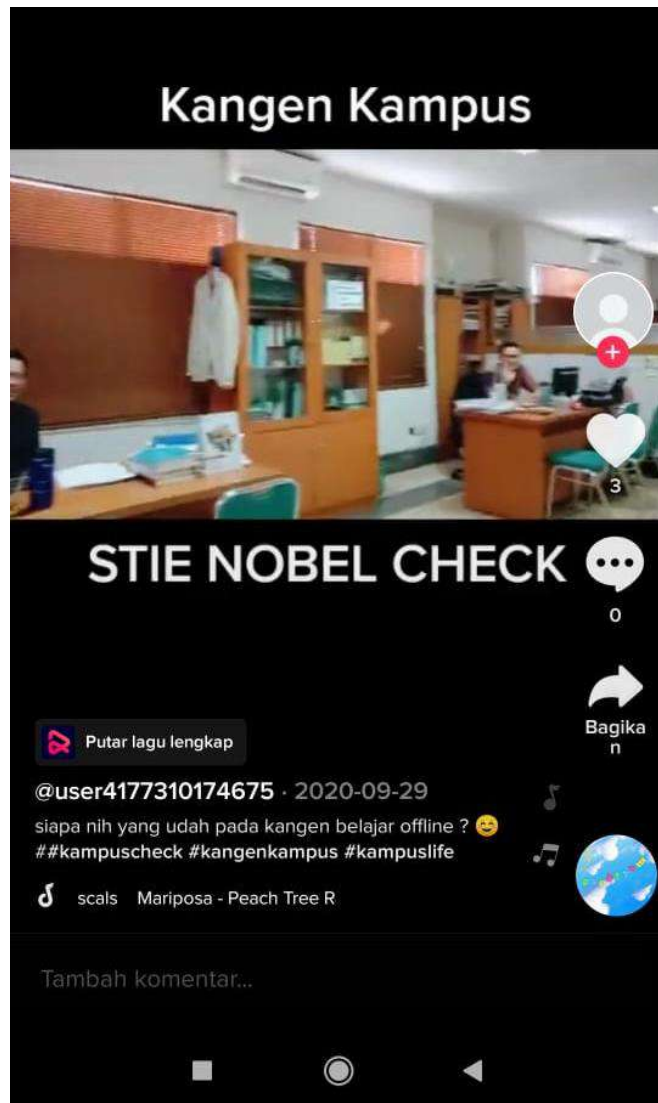 Kangen Kampus
STIE NOBEL CHECK
3
0
Bagika
n
Putar lagu lengkap
@user4177310174675 · 2020-09-29
siapa nih yang udah pada kangen belajar offline ? 😄
##kampuscheck #kangenkampus #kampuslife
scals Mariposa - Peach Tree R
Tambah komentar...